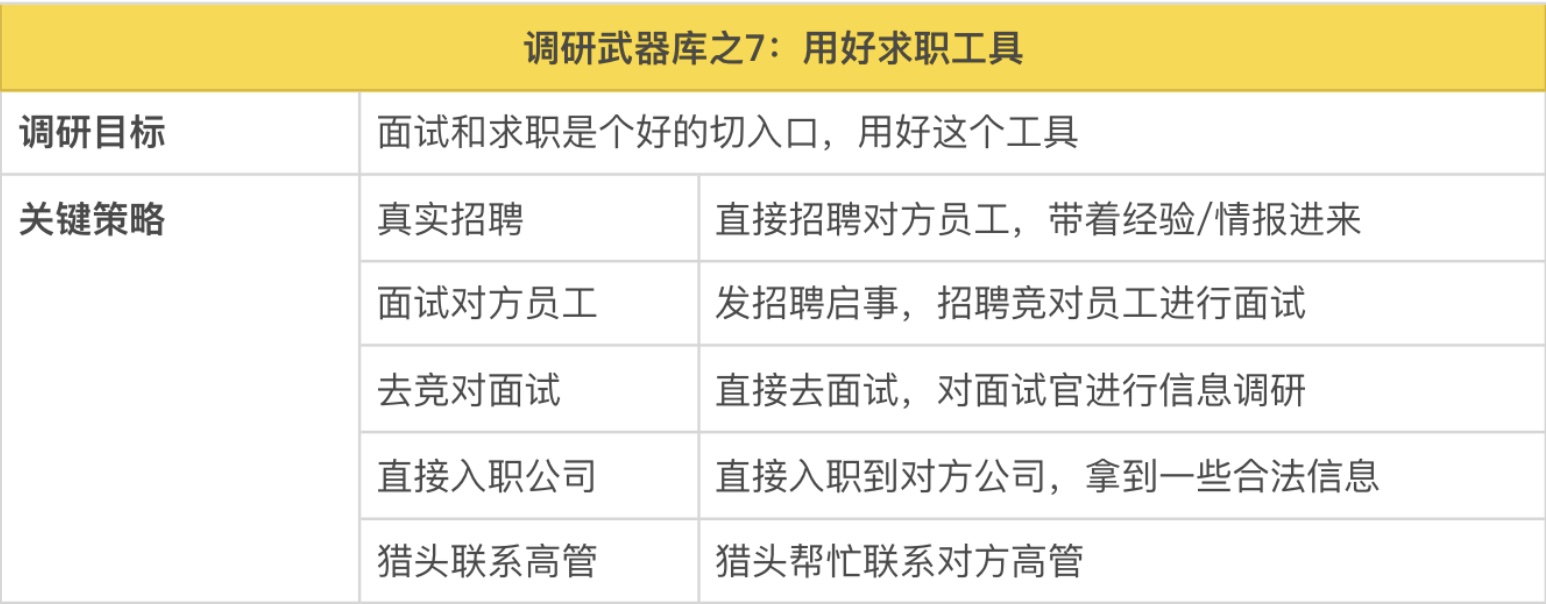 调研武器库之7：用好求职工具
调研目标
面试和求职是个好的切入口，用好这个工具
关键策略
真实招聘
直接招聘对方员工，带着经验/情报进来
面试对方员工
发招聘启事，招聘竞对员工进行面试
去竞对面试
直接去面试，对面试官进行信息调研
直接入职公司
直接入职到对方公司，拿到一些合法信息
猎头联系高管
猎头帮忙联系对方高管